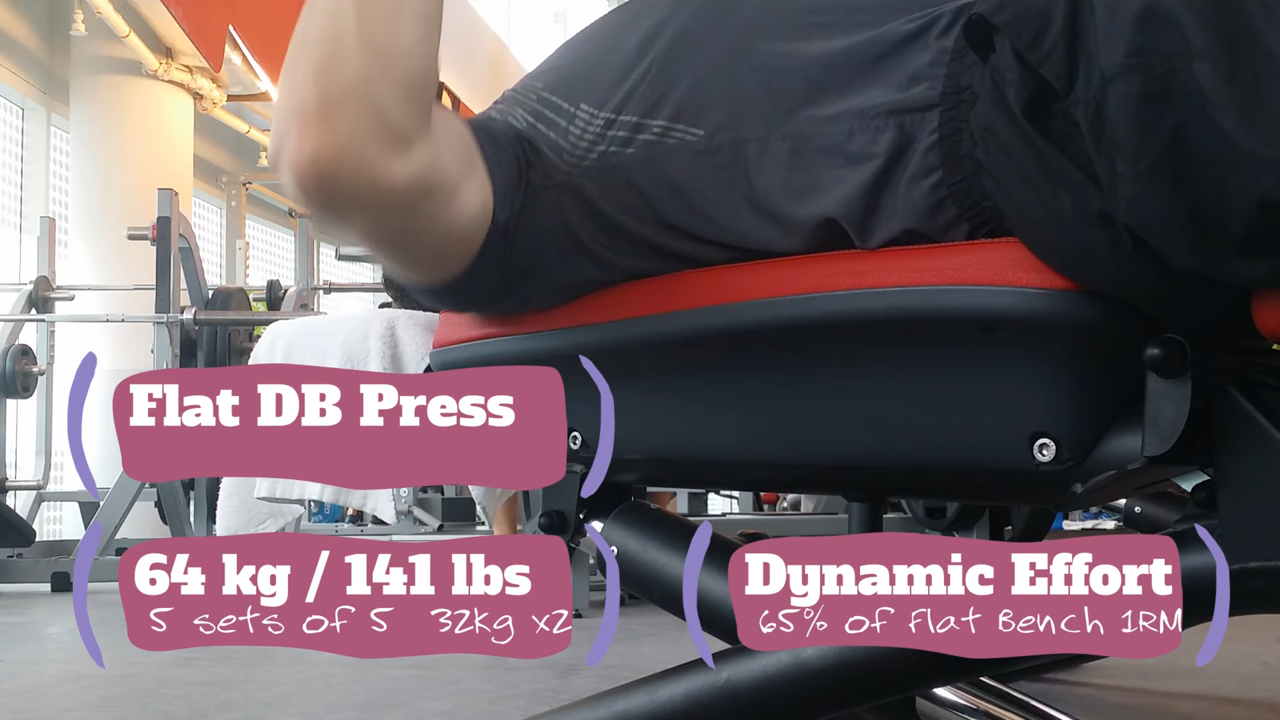 Flat DB Press
64 kg / 141 lbs
5 sets of 5 32kg x2
Dynamic Effort
65% of Flat Bench 1RM